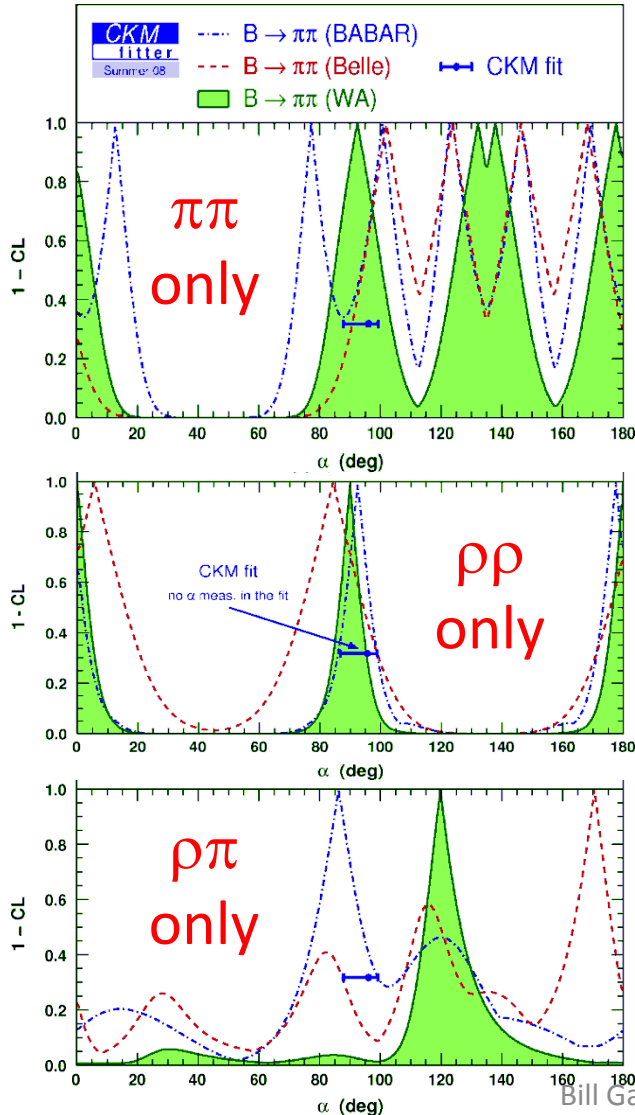 CKM
fitter
Summer 08
B → ππ (BABAR)
B → ππ (Belle)
CKM fit
B → ππ (WA)
1.0
0.8
0.6
0.4
0.2
0.0
1 − CL
ππ
only
0 20 40 60 80 100 120 140 160 180
α (deg)
1.0
0.8
0.6
0.4
0.2
0.0
1 - CL
CKM fit
no α meas. in the fit
ρρ
only
0 20 40 60 80 100 120 140 160 180
α (deg)
1.0
0.8
0.6
0.4
0.2
0.0
1 − CL
ρπ
only
0 20 40 60 80 100 120 140 160 180
α (deg)
Bill Ga